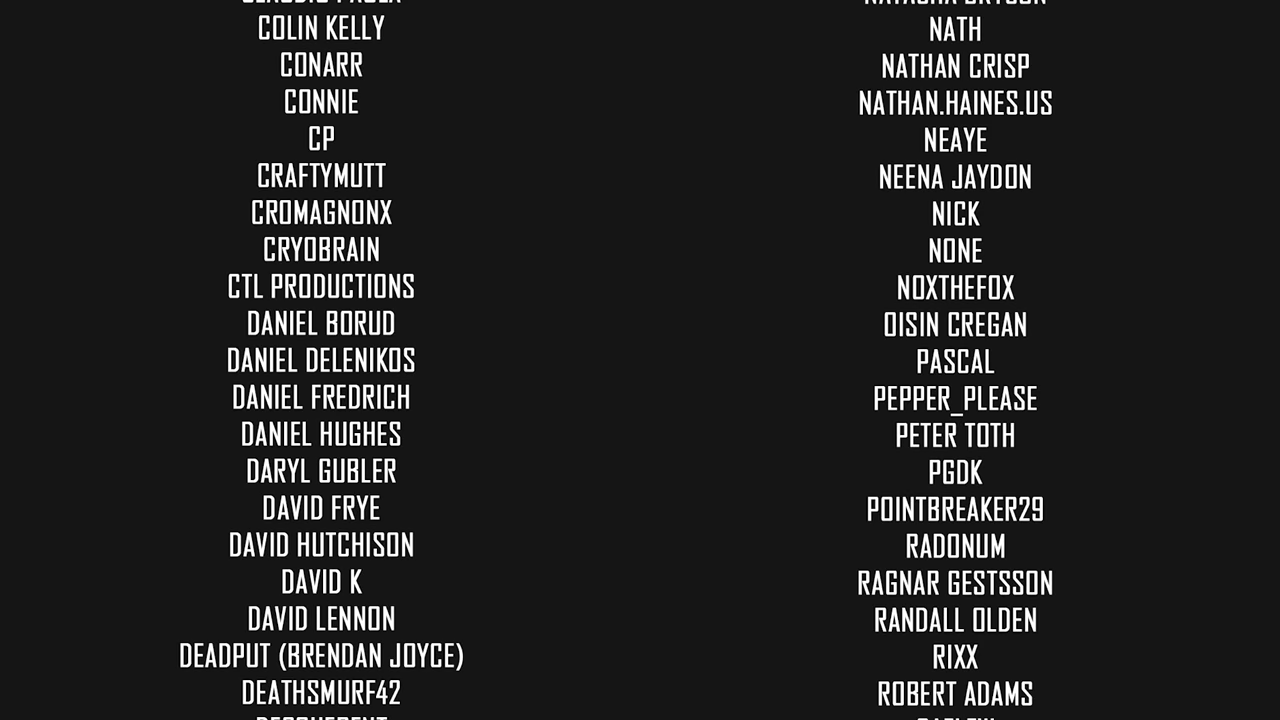 COLIN KELLY
CONARR
CONNIE
CP
CRAFTYMUTT
CROMAGNONX
CRYOBRAIN
CTL PRODUCTIONS
DANIEL BORUD
DANIEL DELENIKOS
DANIEL FREDRICH
DANIEL HUGHES
DARYL GUBLER
DAVID FRYE
DAVID HUTCHISON
DAVID K
DAVID LENNON
DEADPUT (BRENDAN JOYCE)
DEATHSMURF42
NATH
NATHAN CRISP
NATHAN.HAINES.US
NEAYE
NEENA JAYDON
NICK
NONE
NOXTHEFOX
OISIN CREGAN
PASCAL
PEPPER_PLEASE
PETER TOTH
PGDK
POINTBREAKER29
RADONUM
RAGNAR GESTSSON
RANDALL OLDEN
RIXX
ROBERT ADAMS